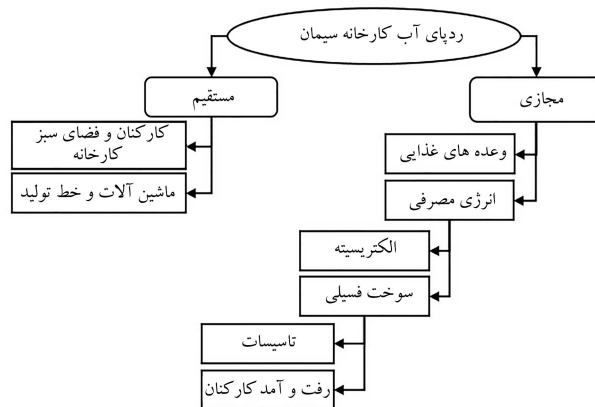 ردپای آب کارخانه سیمان
مجازی
مستقیم
وعده های غذایی
کارکنان و فضای سبز
کارخانه
انرژی مصرفی
ماشین آلات و خط تولید
الکتریسیته
سوخت فسیلی
تاسیسات
رفت و آمد کارکنان